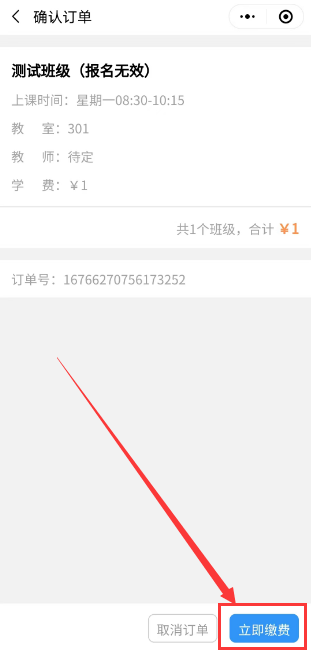 确认订单
测试班级（报名无效）
上课时间：星期一08:30-10:15
教 室：301
教 师：待定
学 费：￥1
共1个班级，合计 ￥1
订单号：16766270756173252
取消订单 立即缴费